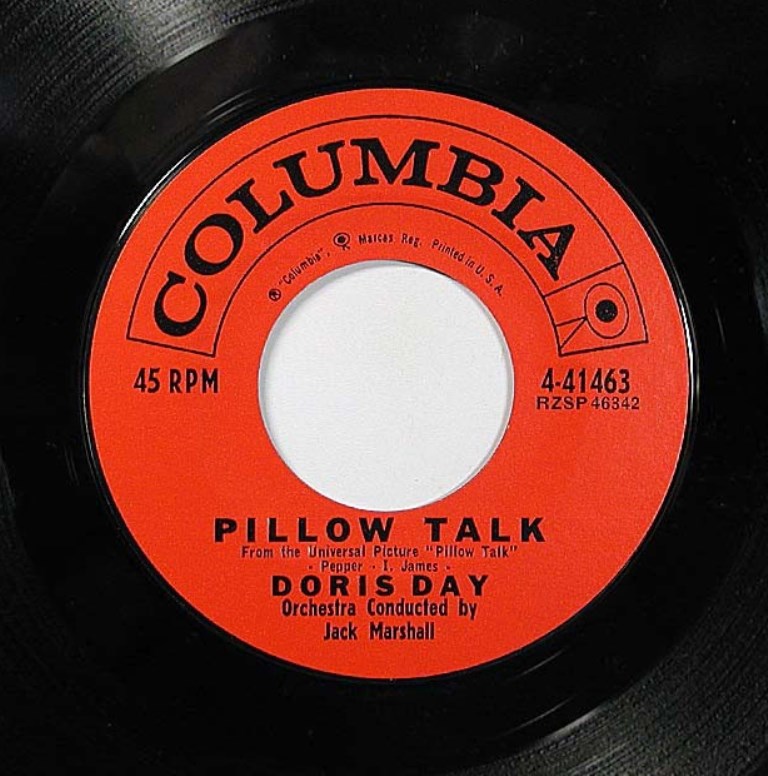 COLUMBIA
Ⓡ "Columbia", Marcas Reg. Printed in U. S. A.
45 RPM
4-41463
RZSP 46342
PILLOW TALK
From the Universal Picture "Pillow Talk"
- Pepper - I. James -
DORIS DAY
Orchestra Conducted by
Jack Marshall